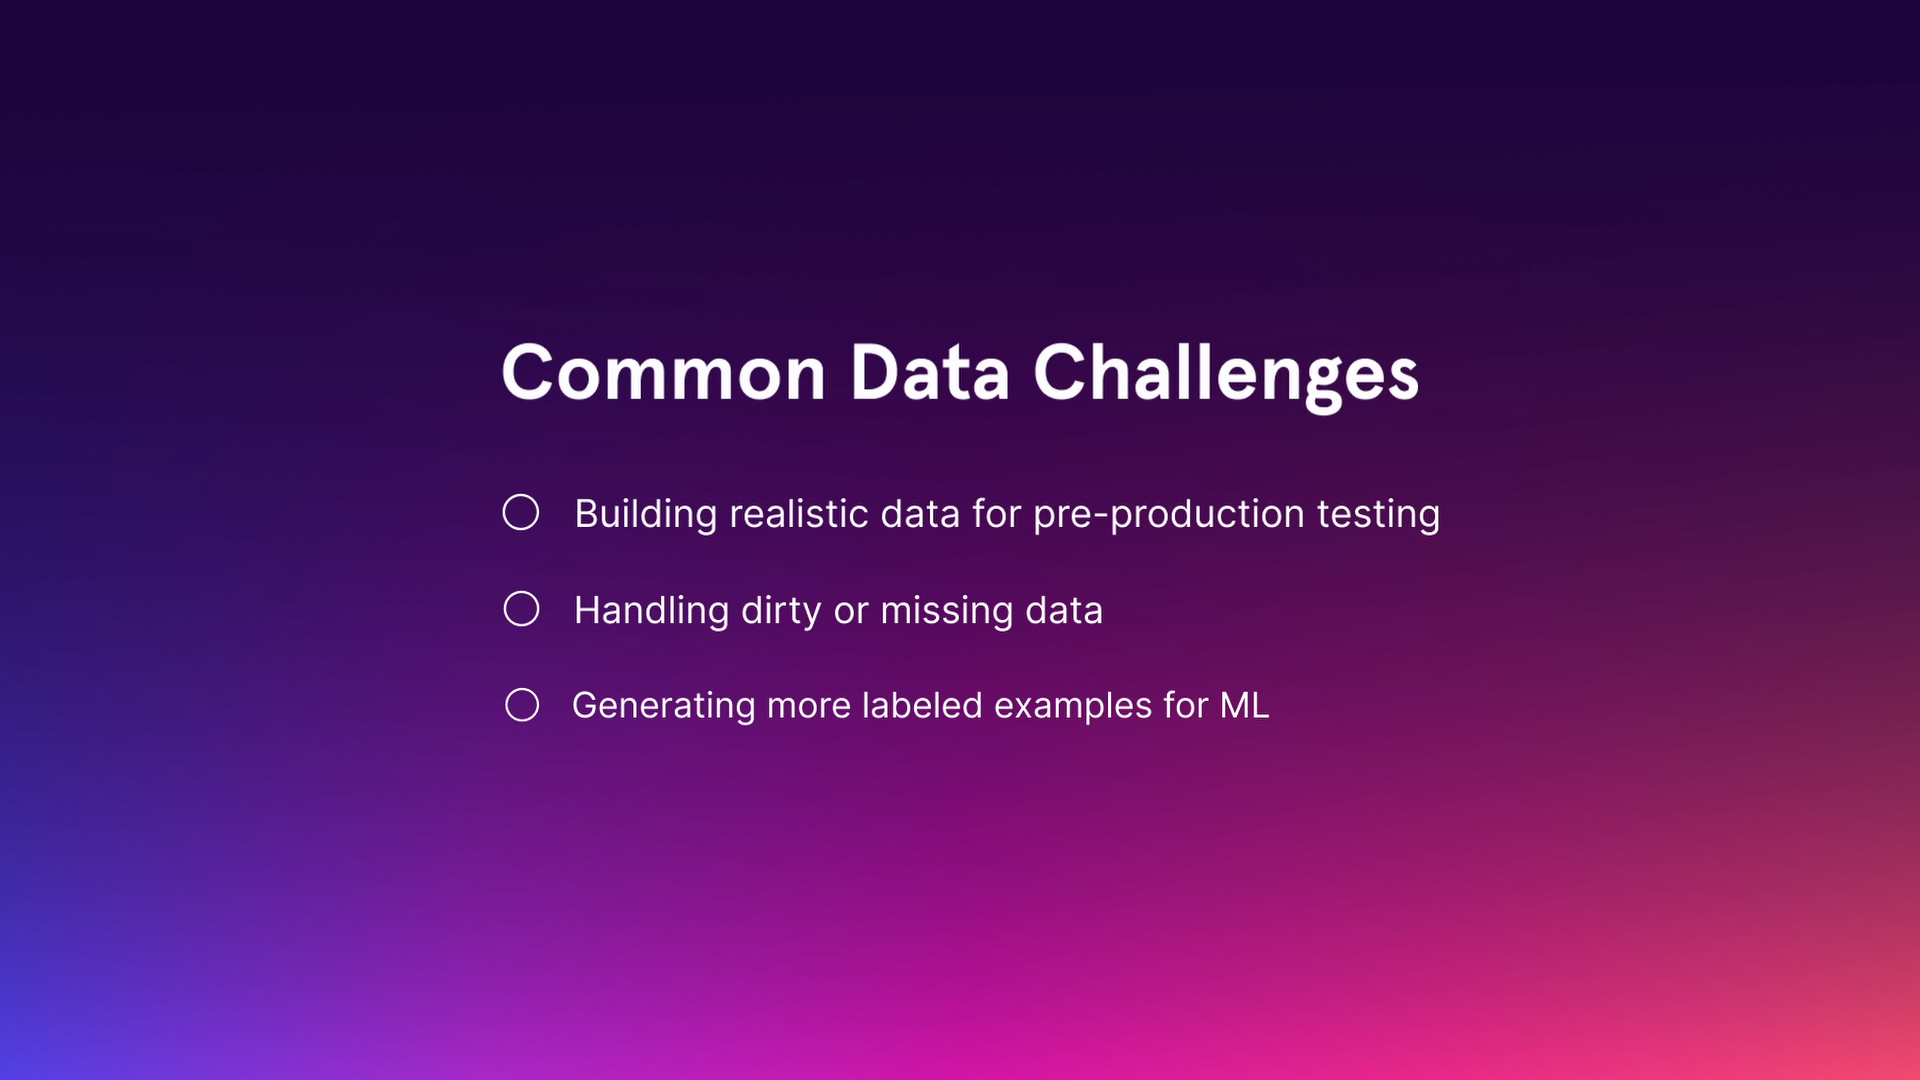 Common Data Challenges
Building realistic data for pre-production testing
Handling dirty or missing data
Generating more labeled examples for ML